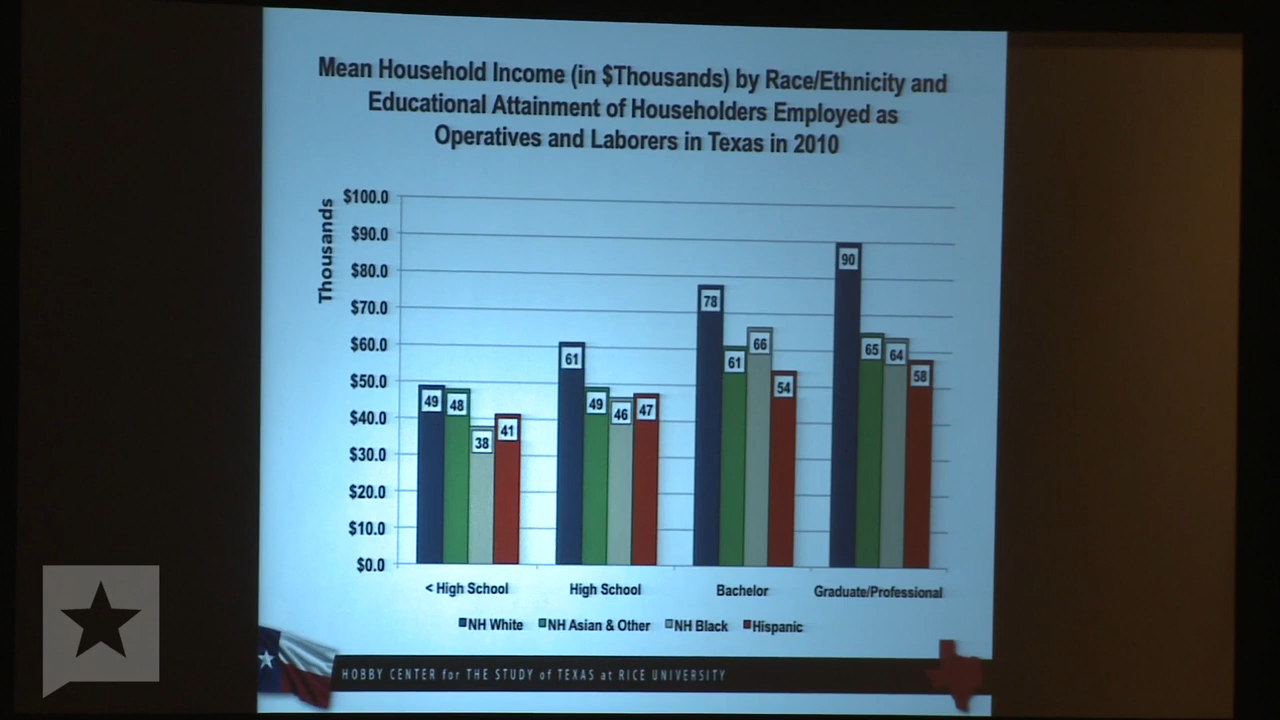 Mean Household Income (in $Thousands) by Race/Ethnicity and
Educational Attainment of Householders Employed as
Operatives and Laborers in Texas in 2010
Thousands
$100.0
$90.0
$80.0
$70.0
$60.0
$50.0
$40.0
$30.0
$20.0
$10.0
$0.0
49 48 38 41
61 49 46 47
78 61 66 54
90 65 64 58
< High School High School Bachelor Graduate/Professional
NH White NH Asian & Other NH Black Hispanic
HOBBY CENTER for THE STUDY of TEXAS at RICE UNIVERSITY